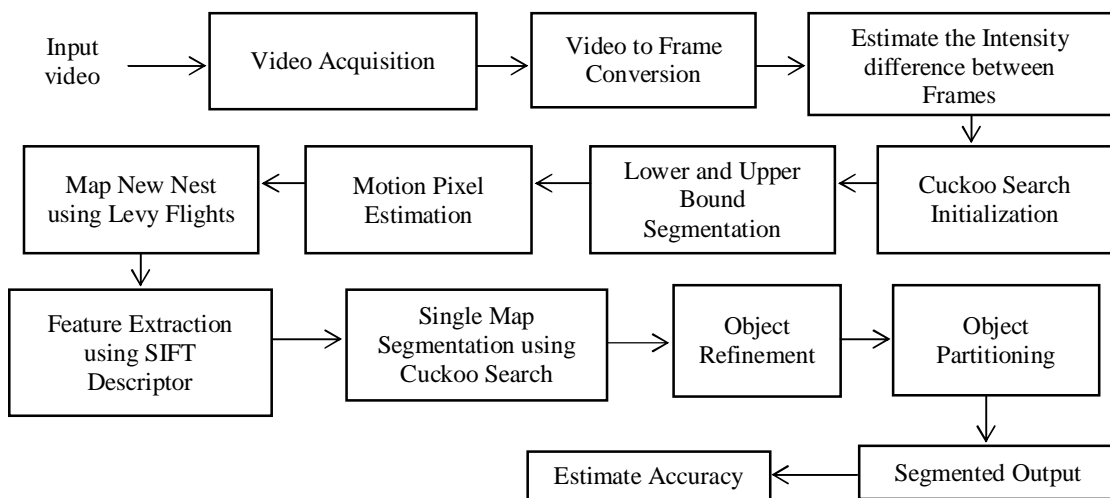 Input
video
Video Acquisition
Video to Frame
Conversion
Estimate the Intensity
difference between
Frames
Map New Nest
using Levy Flights
Motion Pixel
Estimation
Lower and Upper
Bound
Segmentation
Cuckoo Search
Initialization
Feature Extraction
using SIFT
Descriptor
Single Map
Segmentation using
Cuckoo Search
Object
Refinement
Object
Partitioning
Estimate Accuracy
Segmented Output